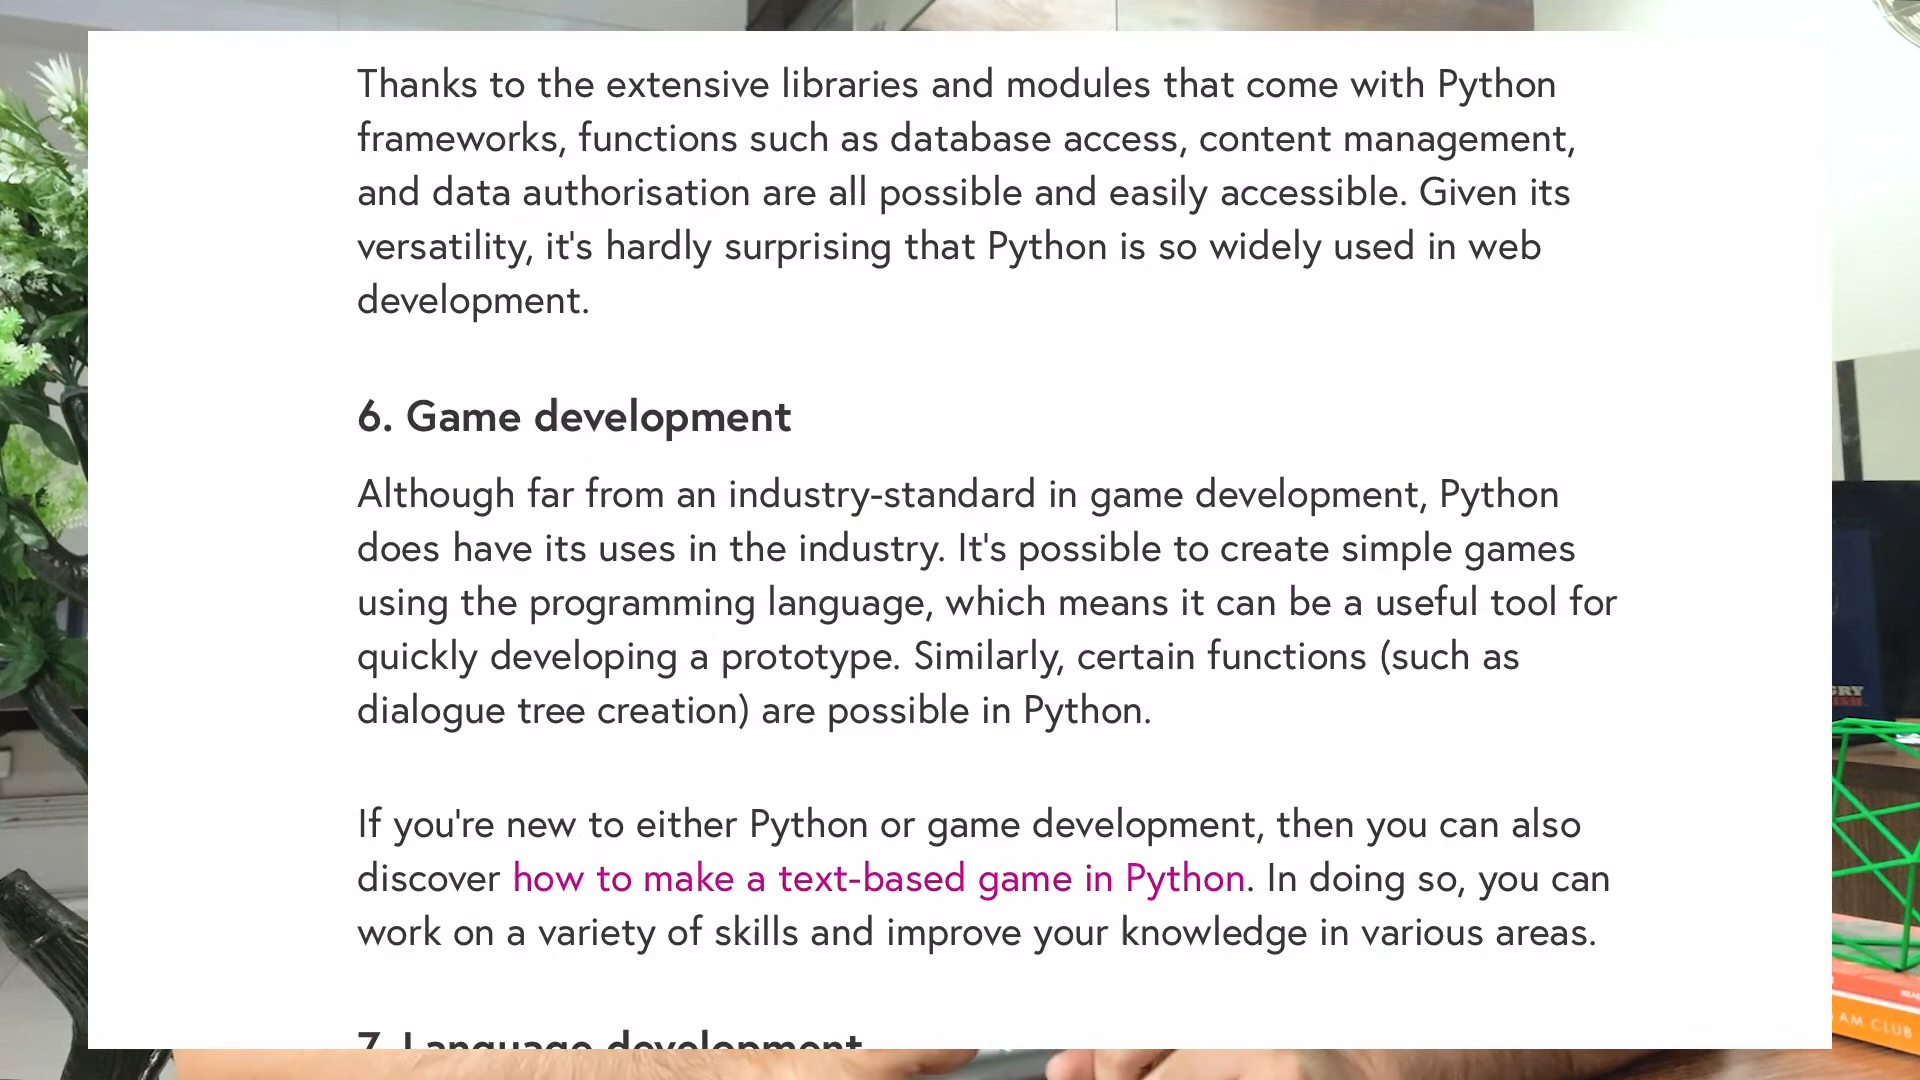 Thanks to the extensive libraries and modules that come with Python
frameworks, functions such as database access, content management,
and data authorisation are all possible and easily accessible. Given its
versatility, it's hardly surprising that Python is so widely used in web
development.
6. Game development
Although far from an industry-standard in game development, Python
does have its uses in the industry. It's possible to create simple games
using the programming language, which means it can be a useful tool for
quickly developing a prototype. Similarly, certain functions (such as
dialogue tree creation) are possible in Python.
If you're new to either Python or game development, then you can also
discover how to make a text-based game in Python. In doing so, you can
work on a variety of skills and improve your knowledge in various areas.
7. Language development
AM CLUB